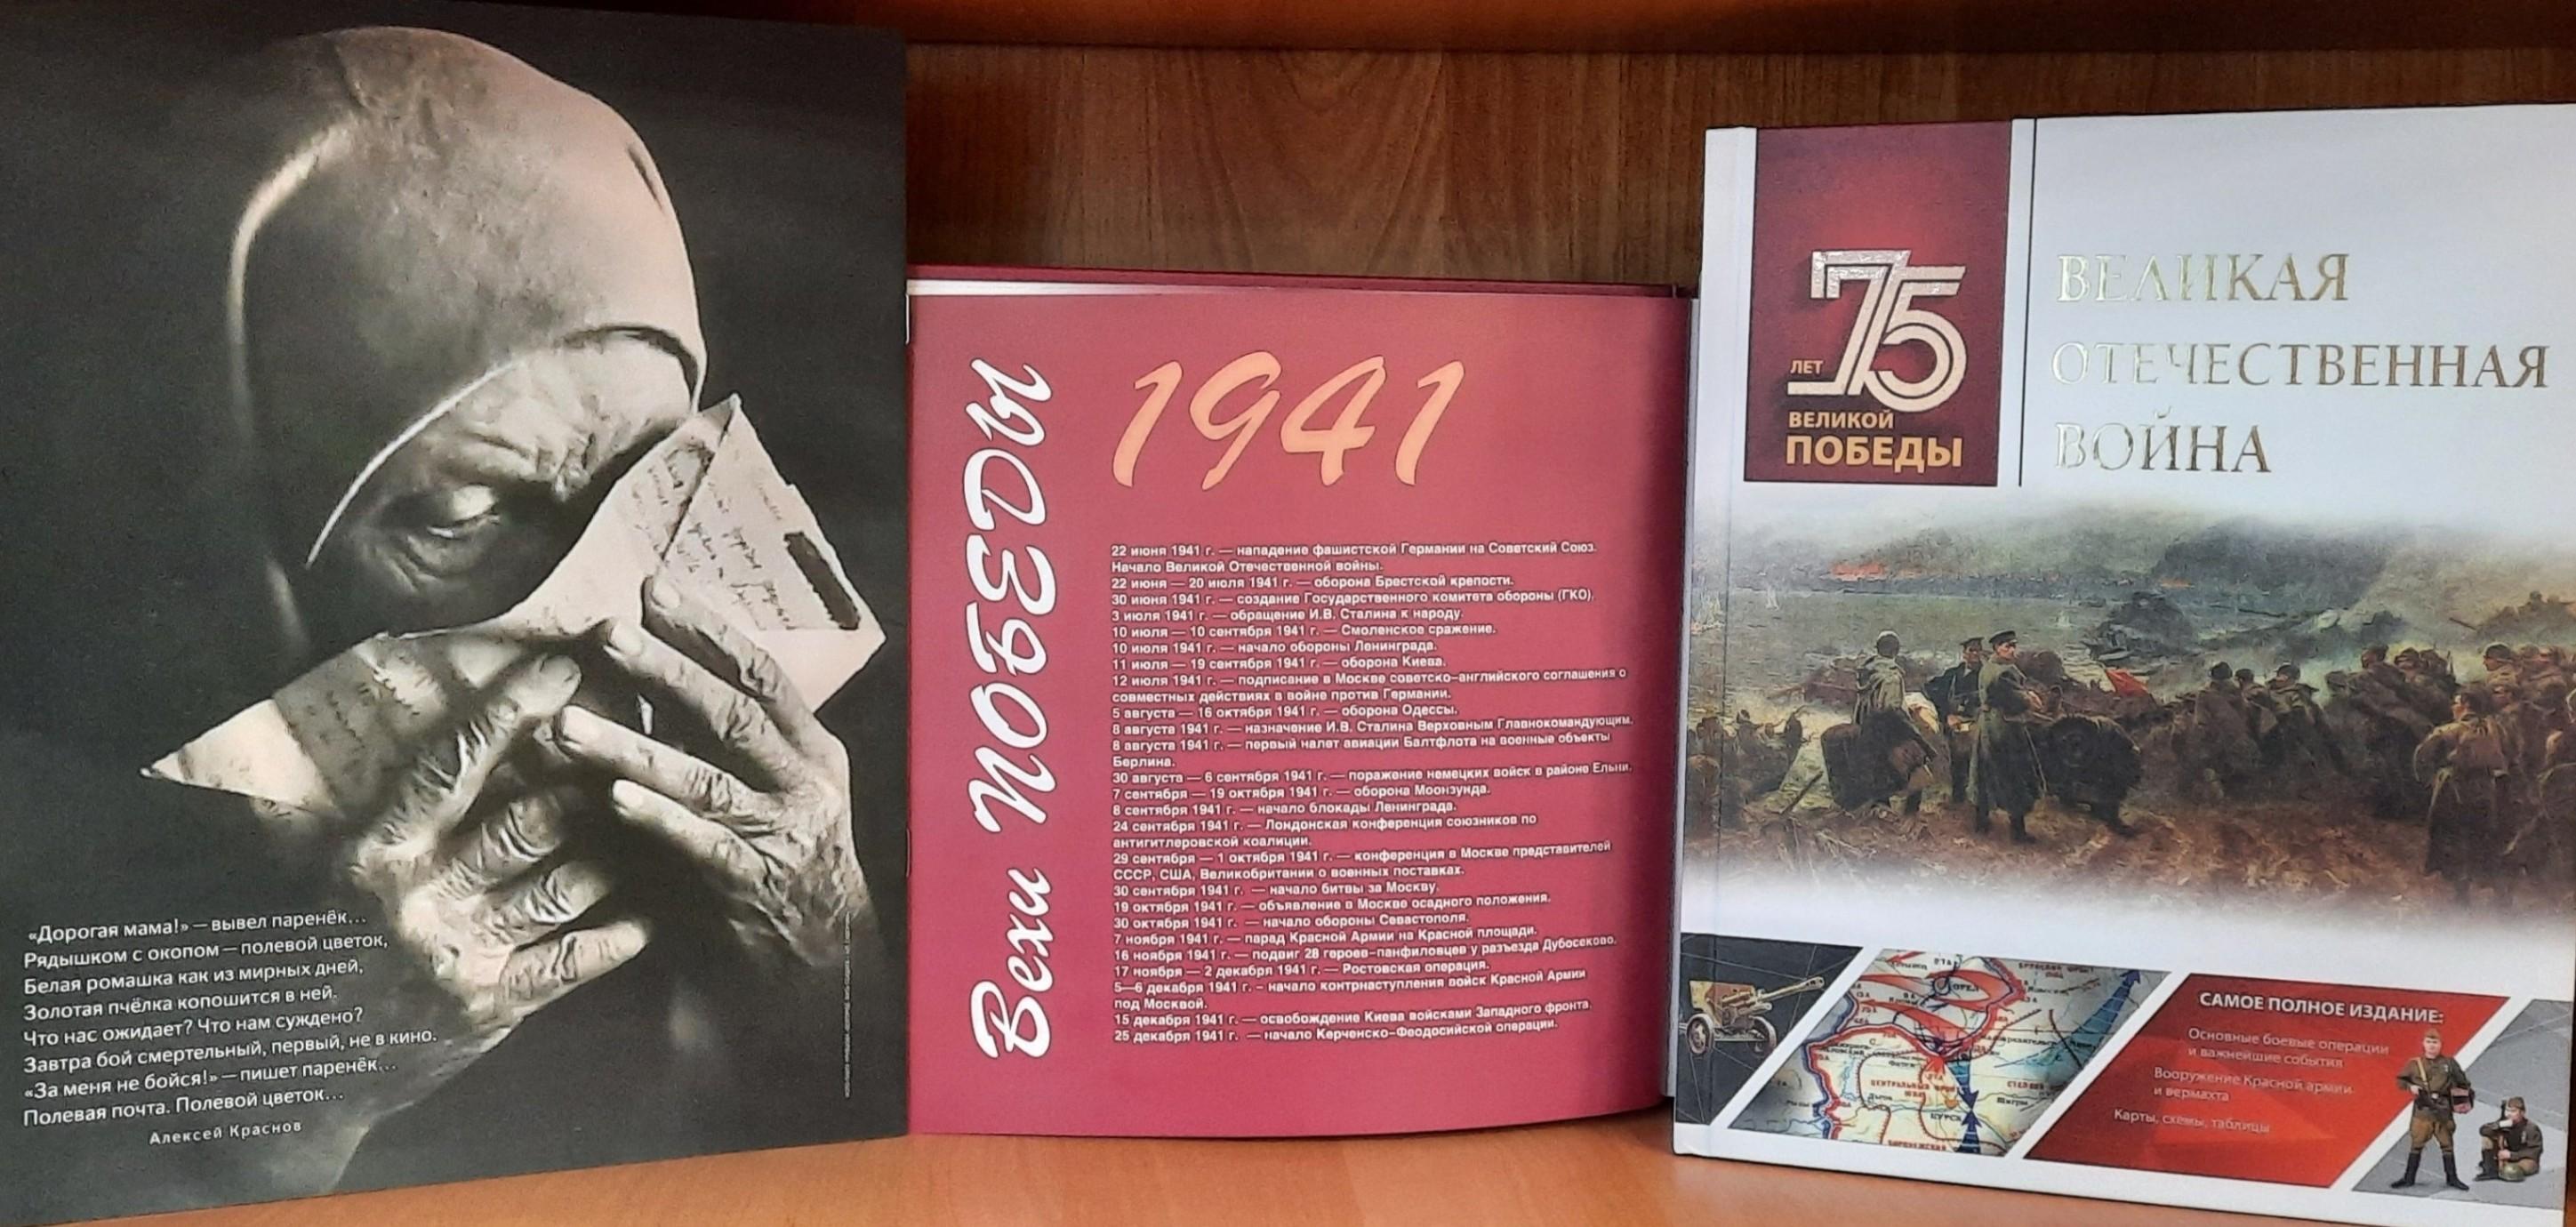 «Дорогая мама!» — вывел паренёк...
Рядышком с окопом — полевой цветок,
Белая ромашка как из мирных дней,
Золотая пчёлка копошится в ней.
Что нас ожидает? Что нам суждено?
Завтра бой смертельный, первый, не в кино.
«За меня не бойся!» — пишет паренёк...
Полевая почта. Полевой цветок...
Алексей Краснов
Вехи ПОБЕДЫ
1941
22 июня 1941 г. — нападение фашистской Германии на Советский Союз.
Начало Великой Отечественной войны.
22 июня — 20 июля 1941 г. — оборона Брестской крепости.
30 июня 1941 г. — создание Государственного комитета обороны (ГКО).
3 июля 1941 г. — обращение И.В. Сталина к народу.
10 июля — 10 сентября 1941 г. — Смоленское сражение.
10 июля 1941 г. — начало обороны Ленинграда.
11 июля — 19 сентября 1941 г. — оборона Киева.
12 июля 1941 г. — подписание в Москве советско-английского соглашения о
совместных действиях в войне против Германии.
5 августа — 16 октября 1941 г. — оборона Одессы.
8 августа 1941 г. — назначение И.В. Сталина Верховным Главнокомандующим.
8 августа 1941 г. — первый налет авиации Балтфлота на военные объекты
Берлина.
30 августа — 6 сентября 1941 г. — поражение немецких войск в районе Ельни.
7 сентября — 19 октября 1941 г. — оборона Моонзунда.
8 сентября 1941 г. — начало блокады Ленинграда.
24 сентября 1941 г. — Лондонская конференция союзников по
антигитлеровской коалиции.
29 сентября — 1 октября 1941 г. — конференция в Москве представителей
СССР, США, Великобритании о военных поставках.
30 сентября 1941 г. — начало битвы за Москву.
19 октября 1941 г. — объявление в Москве осадного положения.
30 октября 1941 г. — начало обороны Севастополя.
7 ноября 1941 г. — парад Красной Армии на Красной площади.
16 ноября 1941 г. — подвиг 28 героев-панфиловцев у разъезда Дубосеково.
17 ноября — 2 декабря 1941 г. — Ростовская операция.
5—6 декабря 1941 г. - начало контрнаступления войск Красной Армии
под Москвой.
15 декабря 1941 г. — освобождение Киева войсками Западного фронта.
25 декабря 1941 г. — начало Керченско-Феодосийской операции.
75
ЛЕТ
ВЕЛИКОЙ
ПОБЕДЫ
ВЕЛИКАЯ
ОТЕЧЕСТВЕННАЯ
ВОЙНА
ОРЕЛ
КУРСК
САМОЕ ПОЛНОЕ ИЗДАНИЕ:
Основные боевые операции
и важнейшие события
Вооружение Красной армии
и вермахта
Карты, схемы, таблицы